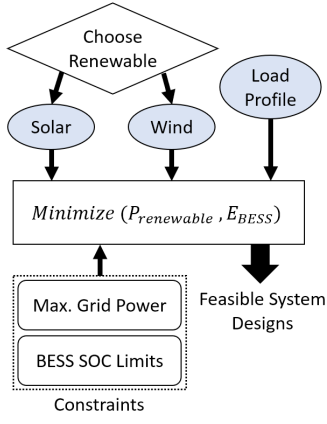 Choose
Renewable
Load
Profile
Solar
Wind
Minimize (P_renewable , E_BESS)
Max. Grid Power
BESS SOC Limits
Constraints
Feasible System
Designs